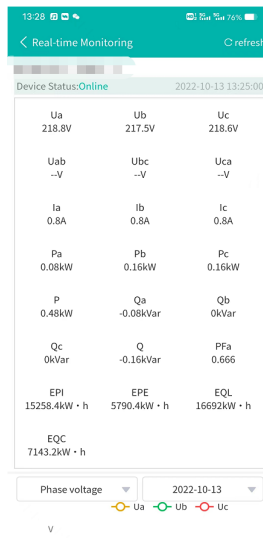 13:28 76%
Real-time Monitoring refresh
Device Status:Online 2022-10-13 13:25:00
Ua Ub Uc
218.8V 217.5V 218.6V
Uab Ubc Uca
--V --V --V
Ia Ib Ic
0.8A 0.8A 0.8A
Pa Pb Pc
0.08kW 0.16kW 0.16kW
P Qa Qb
0.48kW -0.08kVar 0kVar
Qc Q PFa
0kVar -0.16kVar 0.666
EPI EPE EQL
15258.4kW·h 5790.4kW·h 16692kW·h
EQC
7143.2kW·h
Phase voltage 2022-10-13
Ua Ub Uc
V